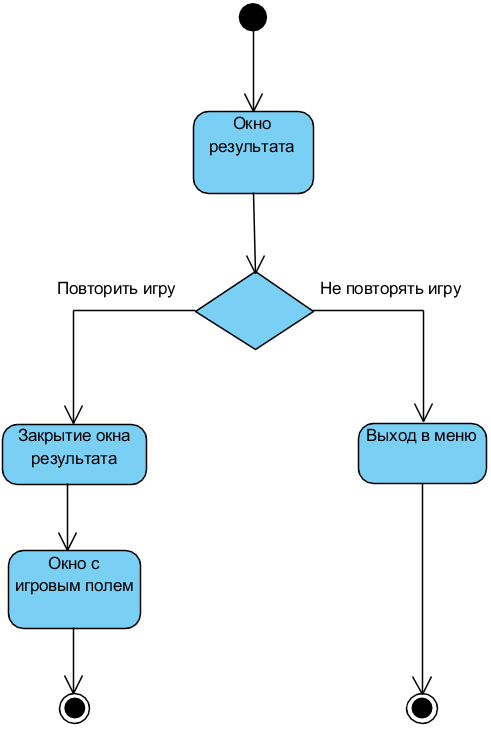 Окно
результата
Повторить игру
Не повторять игру
Закрытие окна
результата
Выход в меню
Окно с
игровым полем